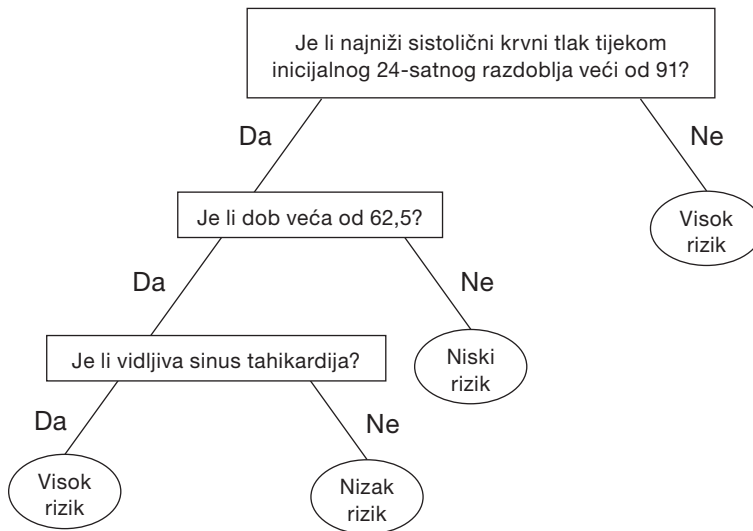 Je li najniži sistolični krvni tlak tijekom
inicijalnog 24-satnog razdoblja veći od 91?
Da
Ne
Je li dob veća od 62,5?
Visok
rizik
Da
Ne
Je li vidljiva sinus tahikardija?
Niski
rizik
Da
Ne
Visok
rizik
Nizak
rizik